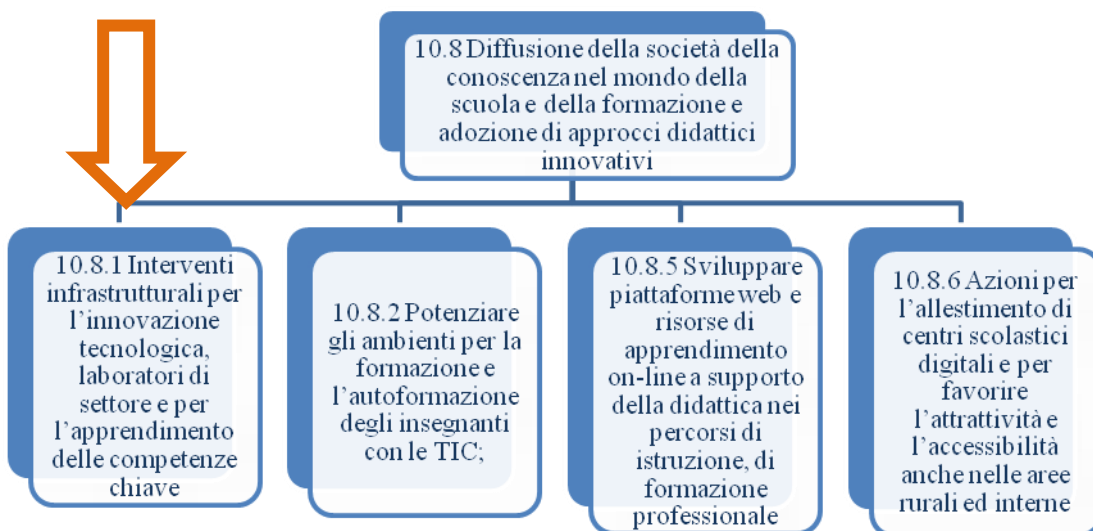 10.8 Diffusione della società della
conoscenza nel mondo della
scuola e della formazione e
adozione di approcci didattici
innovativi
10.8.1 Interventi
infrastrutturali per
l’innovazione
tecnologica,
laboratori di
settore e per
l’apprendimento
delle competenze
chiave
10.8.2 Potenziare
gli ambienti per la
formazione e
l’autoformazione
degli insegnanti
con le TIC;
10.8.5 Sviluppare
piattaforme web e
risorse di
apprendimento
on-line a supporto
della didattica nei
percorsi di
istruzione, di
formazione
professionale
10.8.6 Azioni per
l’allestimento di
centri scolastici
digitali e per
favorire
l’attrattività e
l’accessibilità
anche nelle aree
rurali ed interne